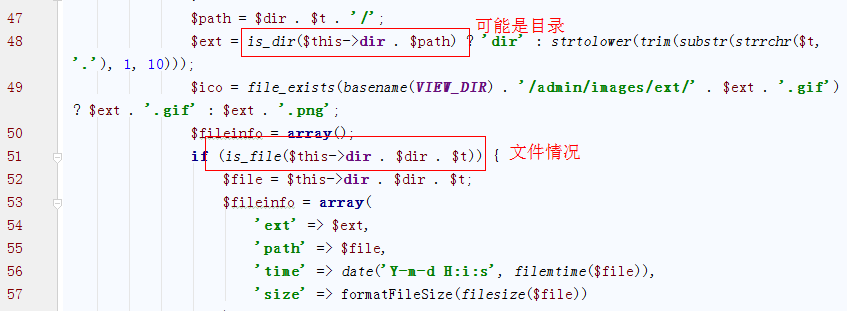 47 $path = $dir . $t . '/';
可能是目录
48 $ext = is_dir($this->dir . $path) ? 'dir' : strtolower(trim(substr(strrchr($t,
'.'), 1, 10)));
49 $ico = file_exists(basename(VIEW_DIR) . '/admin/images/ext/' . $ext . '.gif')
? $ext . '.gif' : $ext . '.png';
50 $fileinfo = array();
51 if (is_file($this->dir . $dir . $t)) { 文件情况
52 $file = $this->dir . $dir . $t;
53 $fileinfo = array(
54 'ext' => $ext,
55 'path' => $file,
56 'time' => date('Y-m-d H:i:s', filemtime($file)),
57 'size' => formatFileSize(filesize($file))